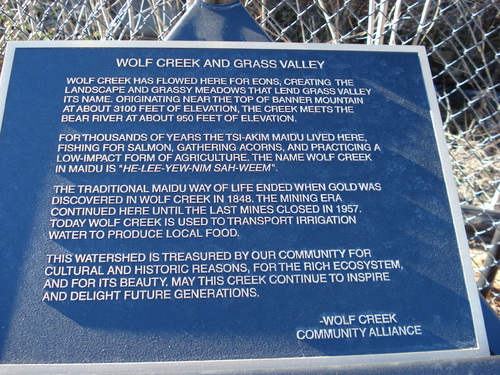 WOLF CREEK AND GRASS VALLEY
WOLF CREEK HAS FLOWED HERE FOR EONS, CREATING THE
LANDSCAPE AND GRASSY MEADOWS THAT LEND GRASS VALLEY
ITS NAME. ORIGINATING NEAR THE TOP OF BANNER MOUNTAIN
AT ABOUT 3100 FEET OF ELEVATION, THE CREEK MEETS THE
BEAR RIVER AT ABOUT 950 FEET OF ELEVATION.
FOR THOUSANDS OF YEARS THE TSI-AKIM MAIDU LIVED HERE,
FISHING FOR SALMON, GATHERING ACORNS, AND PRACTICING A
LOW-IMPACT FORM OF AGRICULTURE. THE NAME WOLF CREEK
IN MAIDU IS "HE-LEE-YEW-NIM SAH-WEEM".
THE TRADITIONAL MAIDU WAY OF LIFE ENDED WHEN GOLD WAS
DISCOVERED IN WOLF CREEK IN 1848. THE MINING ERA
CONTINUED HERE UNTIL THE LAST MINES CLOSED IN 1957.
TODAY WOLF CREEK IS USED TO TRANSPORT IRRIGATION
WATER TO PRODUCE LOCAL FOOD.
THIS WATERSHED IS TREASURED BY OUR COMMUNITY FOR
CULTURAL AND HISTORIC REASONS, FOR THE RICH ECOSYSTEM,
AND FOR ITS BEAUTY. MAY THIS CREEK CONTINUE TO INSPIRE
AND DELIGHT FUTURE GENERATIONS.
-WOLF CREEK
COMMUNITY ALLIANCE